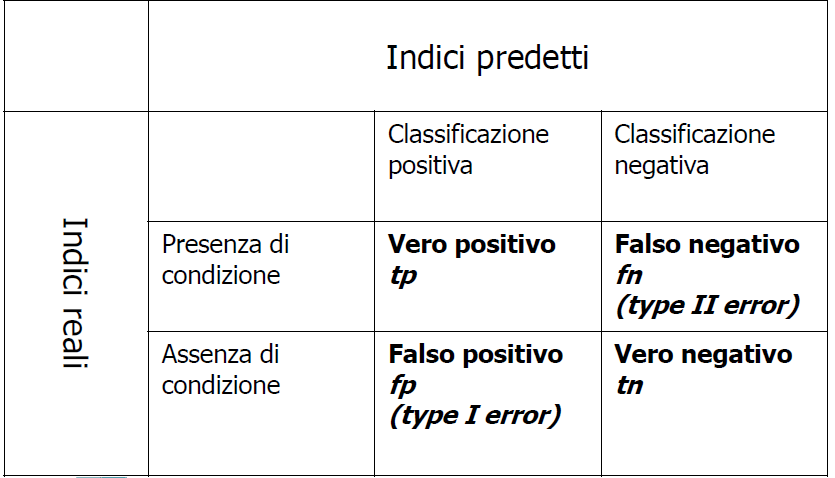 Indici predetti
Indici reali
Classificazione
positiva
Classificazione
negativa
Presenza di
condizione
Vero positivo
tp
Falso negativo
fn
(type II error)
Assenza di
condizione
Falso positivo
fp
(type I error)
Vero negativo
tn